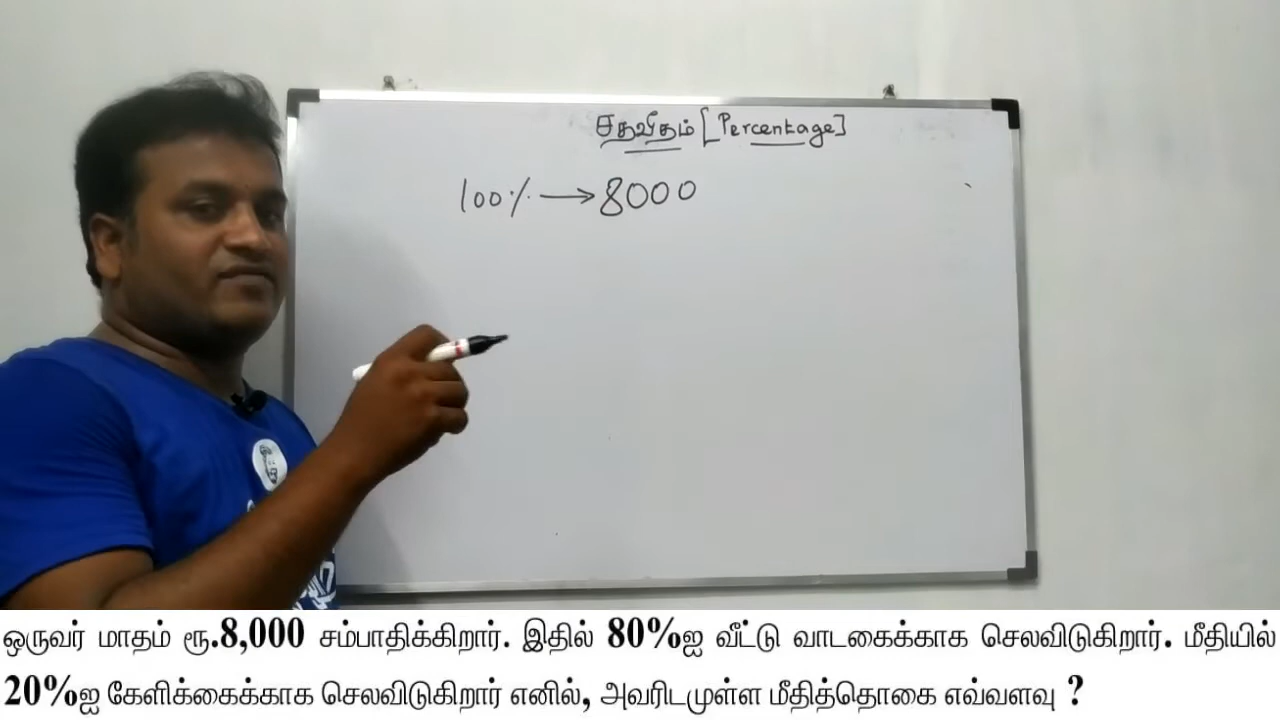 சதவீதம் [Percentage]
100% → 8000
ஒருவர் மாதம் ரூ.8,000 சம்பாதிக்கிறார். இதில் 80%ஐ வீட்டு வாடகைக்காக செலவிடுகிறார். மீதியில்
20%ஐ கேளிக்கைக்காக செலவிடுகிறார் எனில், அவரிடமுள்ள மீதித்தொகை எவ்வளவு ?